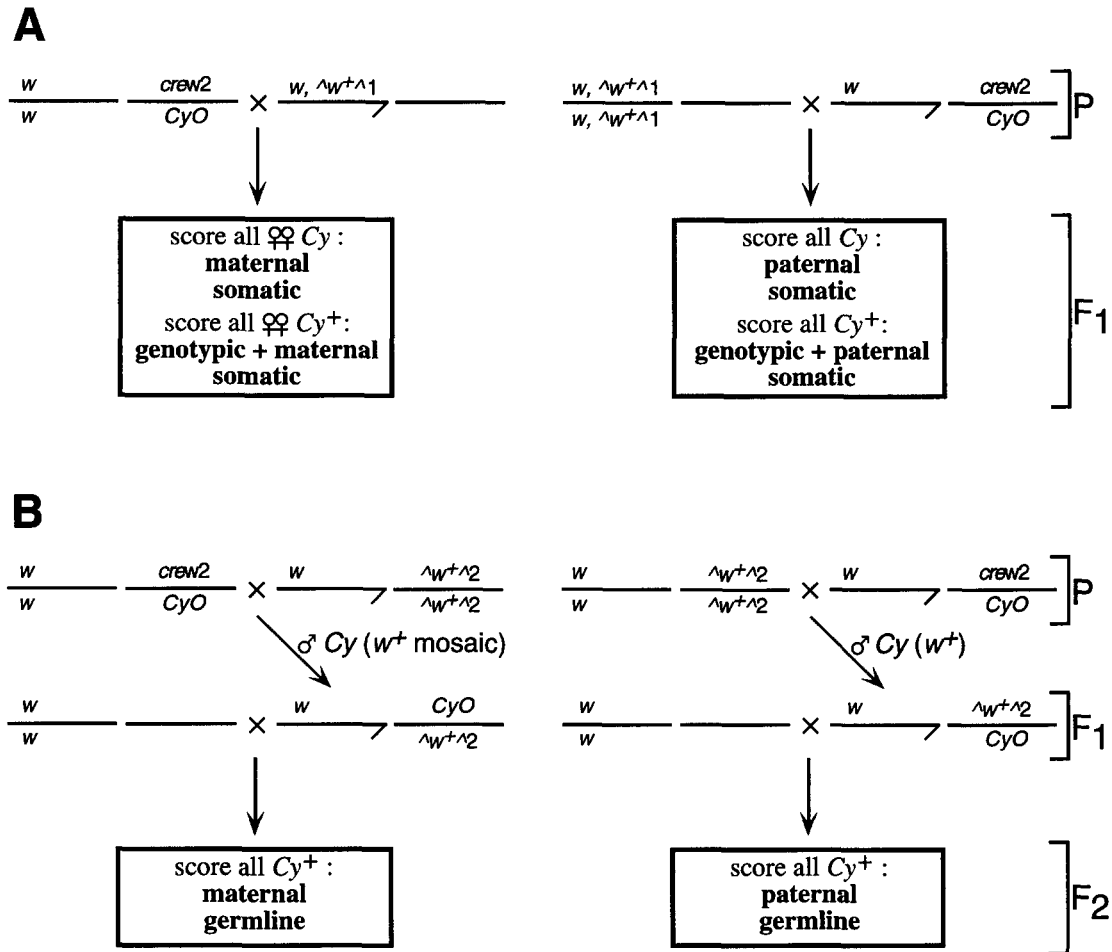 A
w crew2 w, ^w+^1 w, ^w+^1 w crew2
× × P
w CyO w, ^w+^1 CyO
score all ♀♀ Cy :
maternal
somatic
score all ♀♀ Cy+:
genotypic + maternal
somatic
score all Cy :
paternal
somatic
score all Cy+:
genotypic + paternal
somatic
F1
B
w crew2 w ^w+^2 w ^w+^2 w crew2
× × P
w CyO ^w+^2 w ^w+^2 CyO
♂ Cy (w+ mosaic) ♂ Cy (w+)
w w CyO w w ^w+^2
× × F1
w ^w+^2 w CyO
score all Cy+ :
maternal
germline
score all Cy+ :
paternal
germline
F2